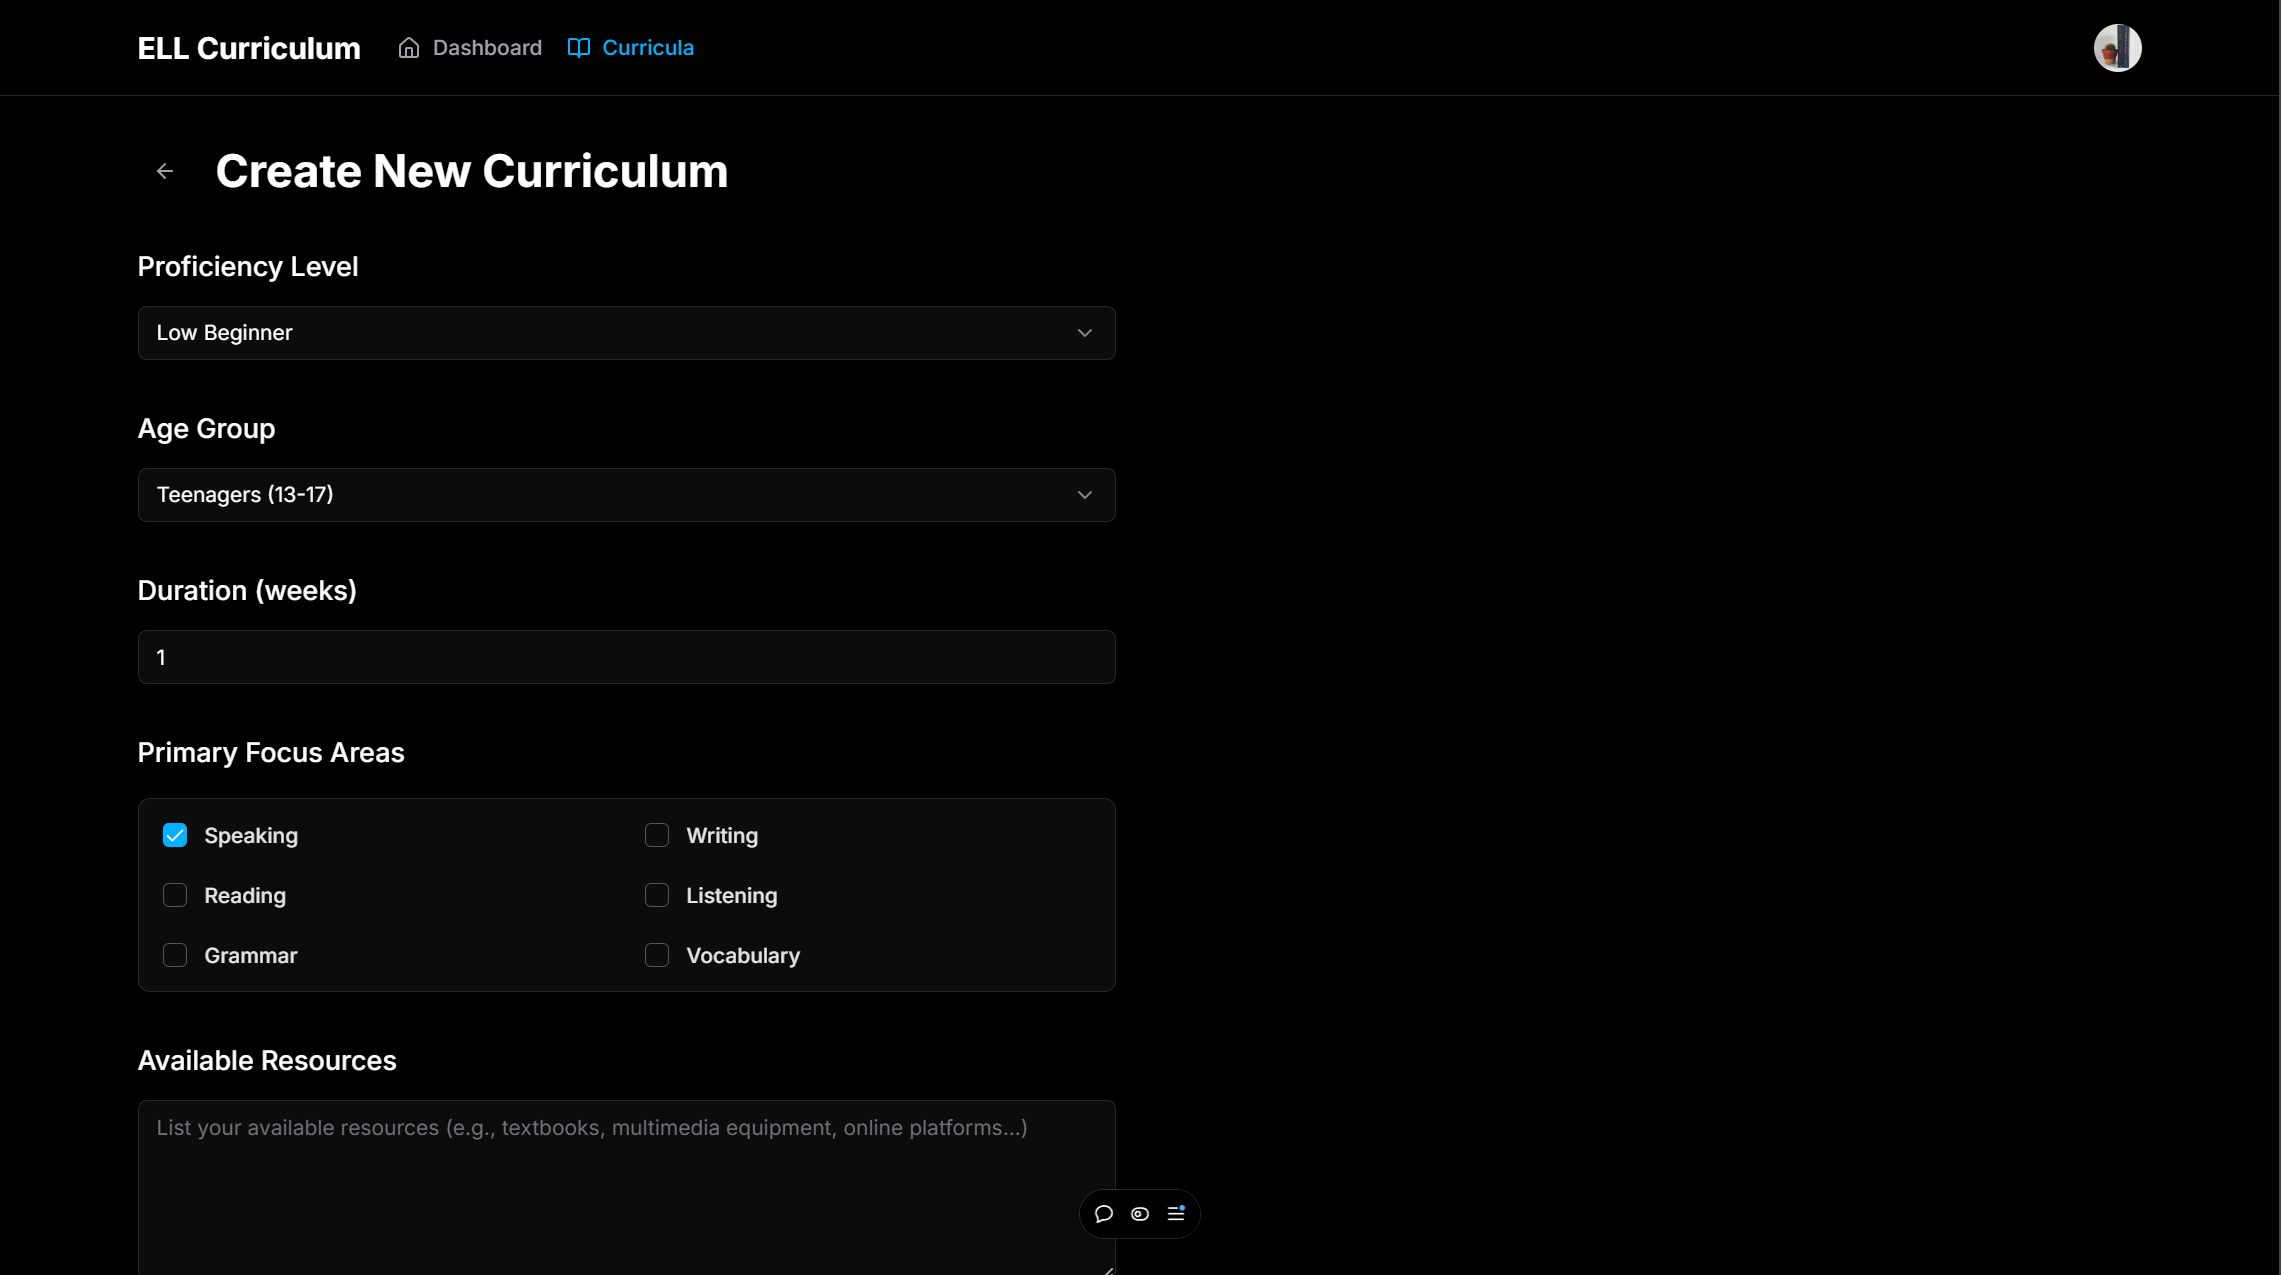 ELL Curriculum Dashboard Curricula
Create New Curriculum
Proficiency Level
Low Beginner
Age Group
Teenagers (13-17)
Duration (weeks)
1
Primary Focus Areas
Speaking Writing
Reading Listening
Grammar Vocabulary
Available Resources
List your available resources (e.g., textbooks, multimedia equipment, online platforms...)